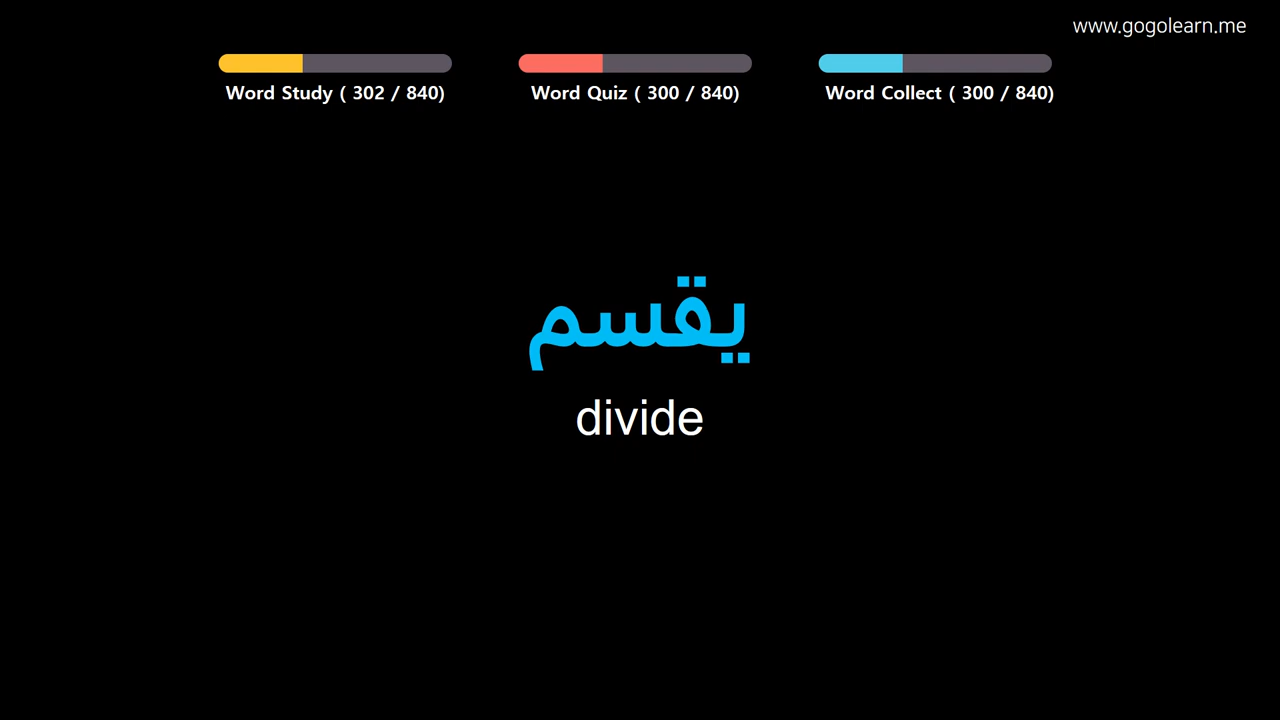 www.gogolearn.me
Word Study ( 302 / 840)
Word Quiz ( 300 / 840)
Word Collect ( 300 / 840)
يقسم
divide